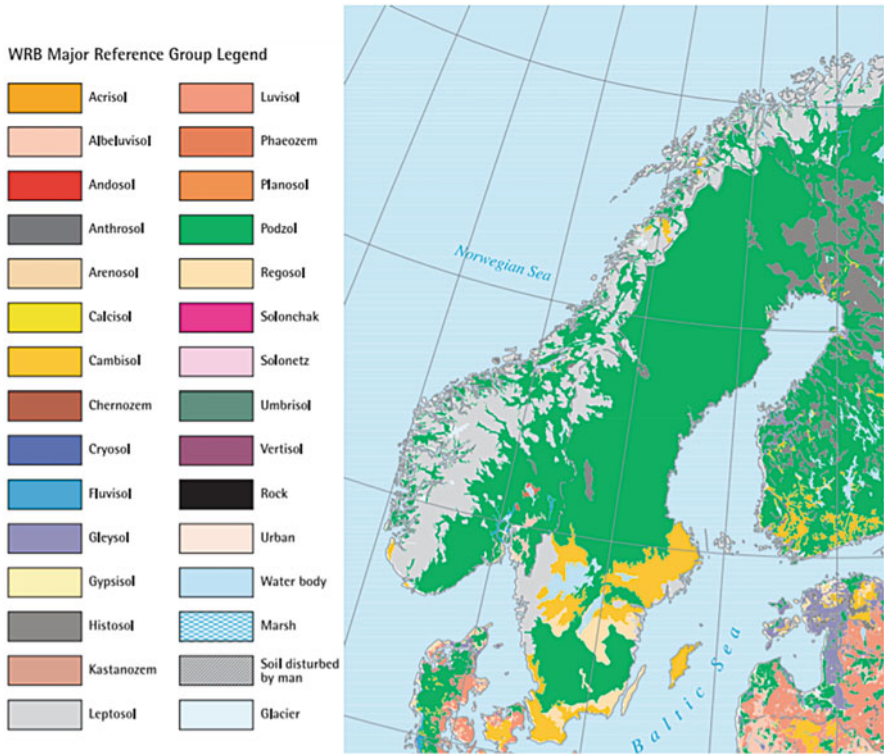 WRB Major Reference Group Legend
Acrisol
Albeluvisol
Andosol
Anthrosol
Arenosol
Calcisol
Cambisol
Chernozem
Cryosol
Fluvisol
Gleysol
Gypsisol
Histosol
Kastanozem
Leptosol
Luvisol
Phaeozem
Planosol
Podzol
Regosol
Solonchak
Solonetz
Umbrisol
Vertisol
Rock
Urban
Water body
Marsh
Soil disturbed
by man
Glacier
Norwegian Sea
Baltic Sea